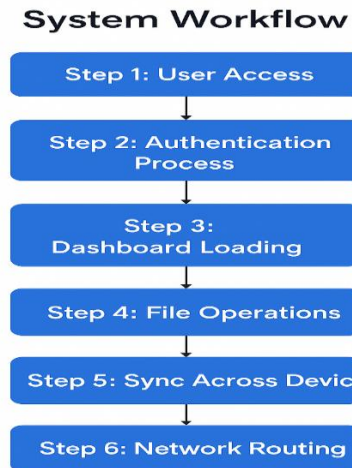 System Workflow
Step 1: User Access
Step 2: Authentication
Process
Step 3:
Dashboard Loading
Step 4: File Operations
Step 5: Sync Across Devic
Step 6: Network Routing